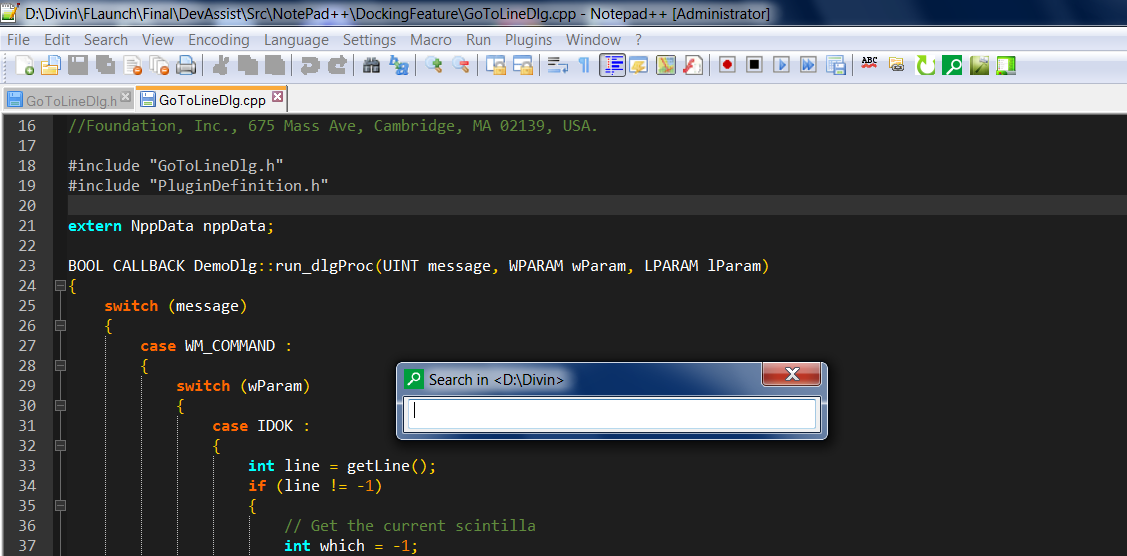 D:\Divin\FLaunch\Final\DevAssist\Src\NotePad++\DockingFeature\GoToLineDlg.cpp - Notepad++ [Administrator]
File Edit Search View Encoding Language Settings Macro Run Plugins Window ?
ABC
GoToLineDlg.h GoToLineDlg.cpp
16 //Foundation, Inc., 675 Mass Ave, Cambridge, MA 02139, USA.
17
18 #include "GoToLineDlg.h"
19 #include "PluginDefinition.h"
20
21 extern NppData nppData;
22
23 BOOL CALLBACK DemoDlg::run_dlgProc(UINT message, WPARAM wParam, LPARAM lParam)
24 {
25 switch (message)
26 {
27 case WM_COMMAND :
28 {
29 switch (wParam)
30 {
31 case IDOK :
32 {
33 int line = getLine();
34 if (line != -1)
35 {
36 // Get the current scintilla
37 int which = -1;
Search in <D:\Divin>